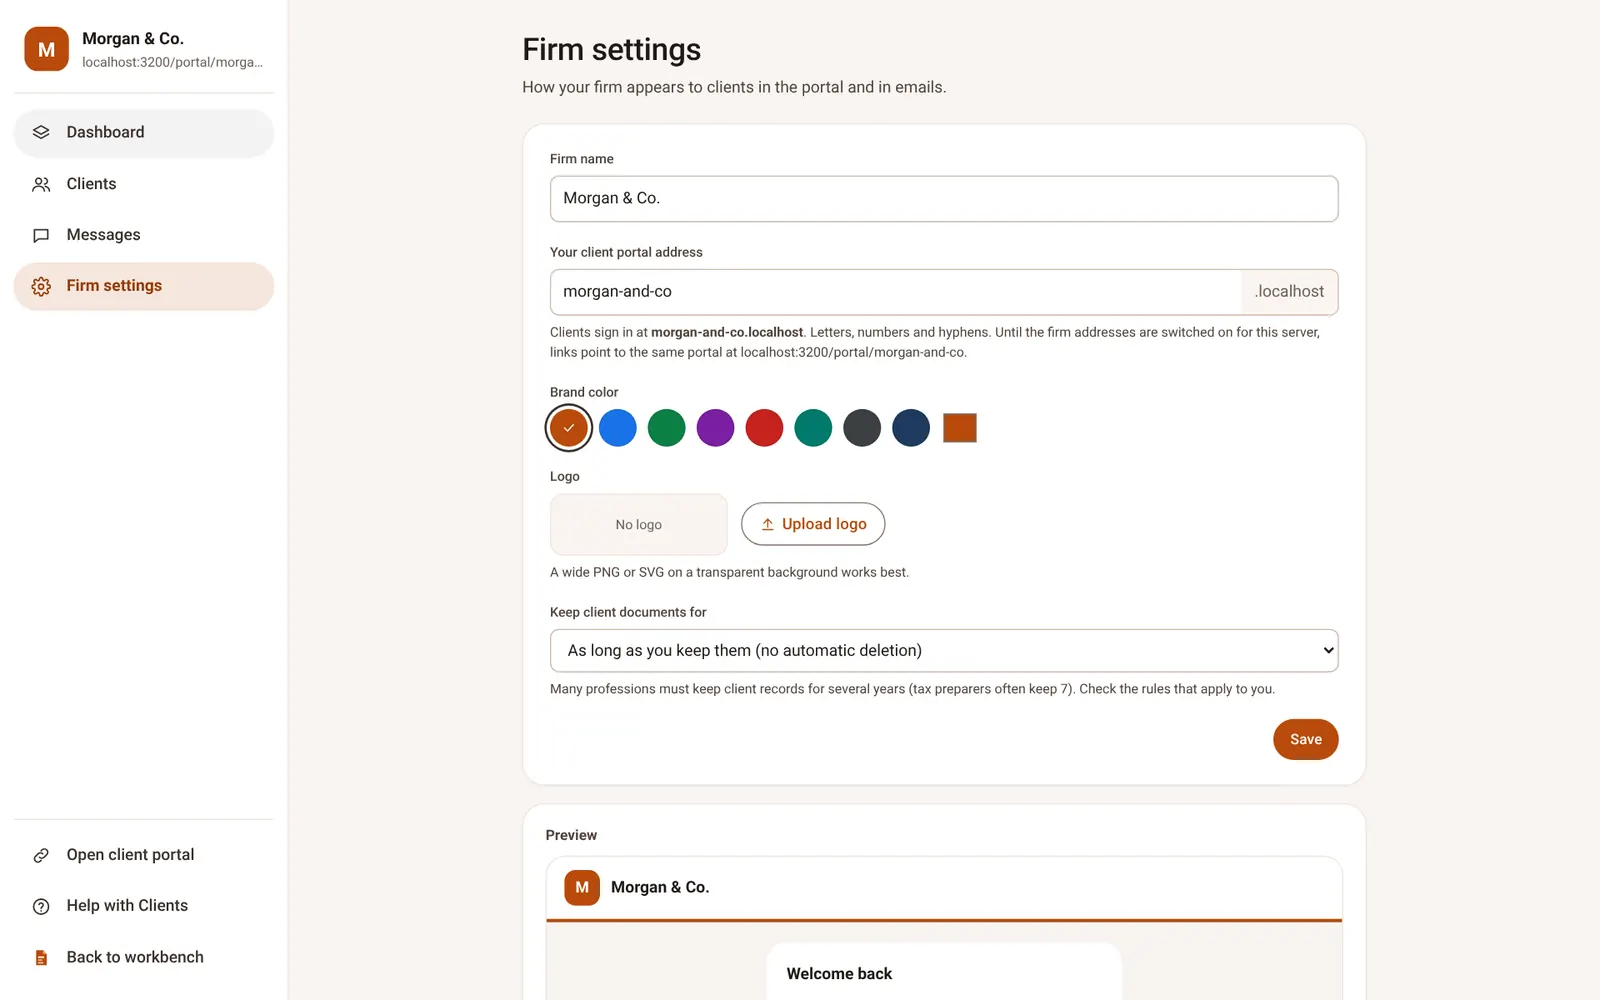 M
Morgan & Co.
localhost:3200/portal/morga...
Dashboard
Clients
Messages
Firm settings
Open client portal
Help with Clients
Back to workbench
Firm settings
How your firm appears to clients in the portal and in emails.
Firm name
Morgan & Co.
Your client portal address
morgan-and-co
.localhost
Clients sign in at morgan-and-co.localhost. Letters, numbers and hyphens. Until the firm addresses are switched on for this server,
links point to the same portal at localhost:3200/portal/morgan-and-co.
Brand color
Logo
No logo
Upload logo
A wide PNG or SVG on a transparent background works best.
Keep client documents for
As long as you keep them (no automatic deletion)
Many professions must keep client records for several years (tax preparers often keep 7). Check the rules that apply to you.
Save
Preview
M
Morgan & Co.
Welcome back